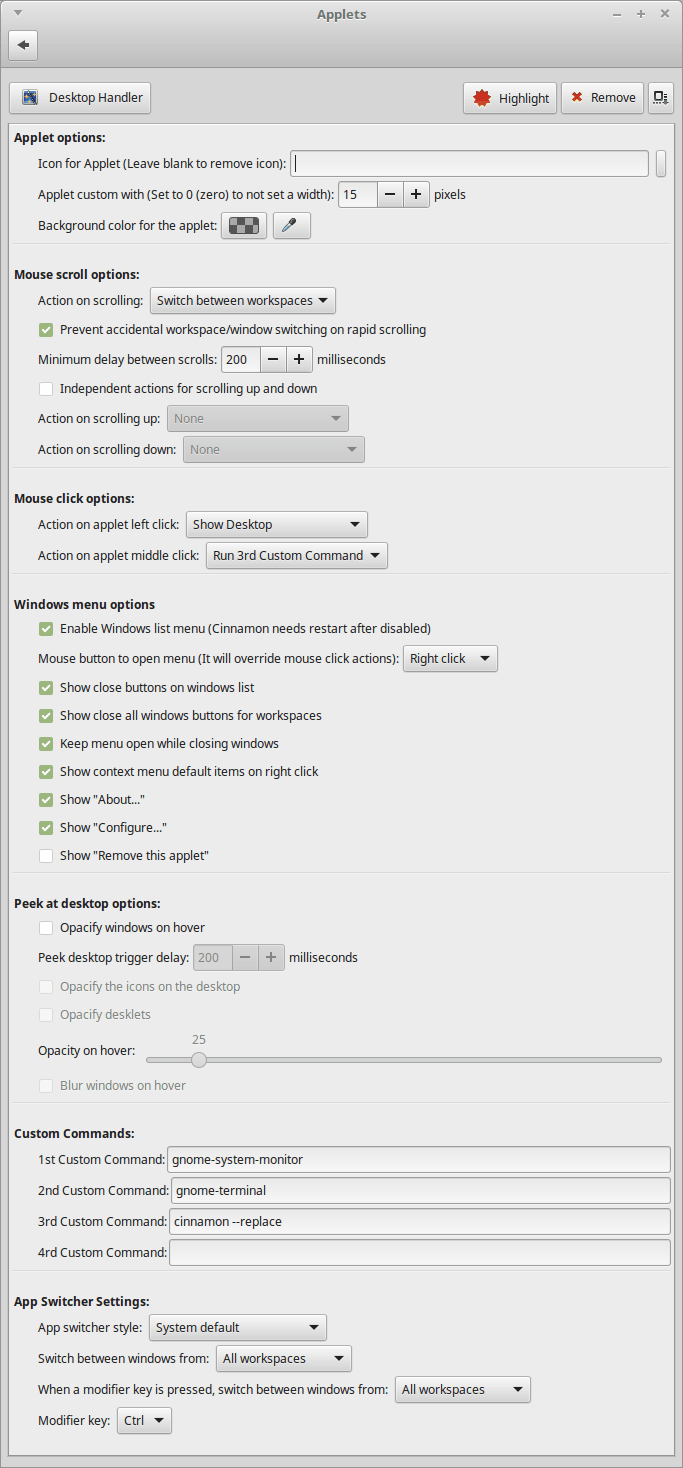 Applets
Desktop Handler
Highlight
Remove
Applet options:
Icon for Applet (Leave blank to remove icon):
Applet custom with (Set to 0 (zero) to not set a width): 15 pixels
Background color for the applet:
Mouse scroll options:
Action on scrolling: Switch between workspaces
Prevent accidental workspace/window switching on rapid scrolling
Minimum delay between scrolls: 200 milliseconds
Independent actions for scrolling up and down
Action on scrolling up: None
Action on scrolling down: None
Mouse click options:
Action on applet left click: Show Desktop
Action on applet middle click: Run 3rd Custom Command
Windows menu options
Enable Windows list menu (Cinnamon needs restart after disabled)
Mouse button to open menu (It will override mouse click actions): Right click
Show close buttons on windows list
Show close all windows buttons for workspaces
Keep menu open while closing windows
Show context menu default items on right click
Show "About..."
Show "Configure..."
Show "Remove this applet"
Peek at desktop options:
Opacify windows on hover
Peek desktop trigger delay: 200 milliseconds
Opacify the icons on the desktop
Opacify desklets
25
Opacity on hover:
Blur windows on hover
Custom Commands:
1st Custom Command: gnome-system-monitor
2nd Custom Command: gnome-terminal
3rd Custom Command: cinnamon --replace
4rd Custom Command:
App Switcher Settings:
App switcher style: System default
Switch between windows from: All workspaces
When a modifier key is pressed, switch between windows from: All workspaces
Modifier key: Ctrl